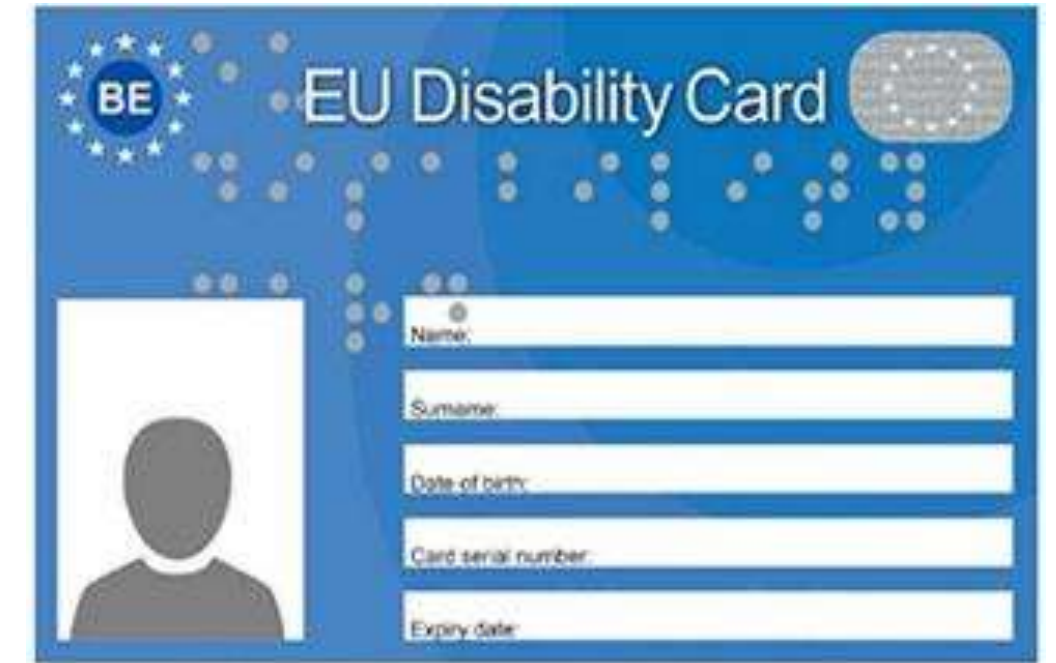 BE
EU Disability Card
Name:
Surname:
Date of birth:
Card serial number:
Expiry date: